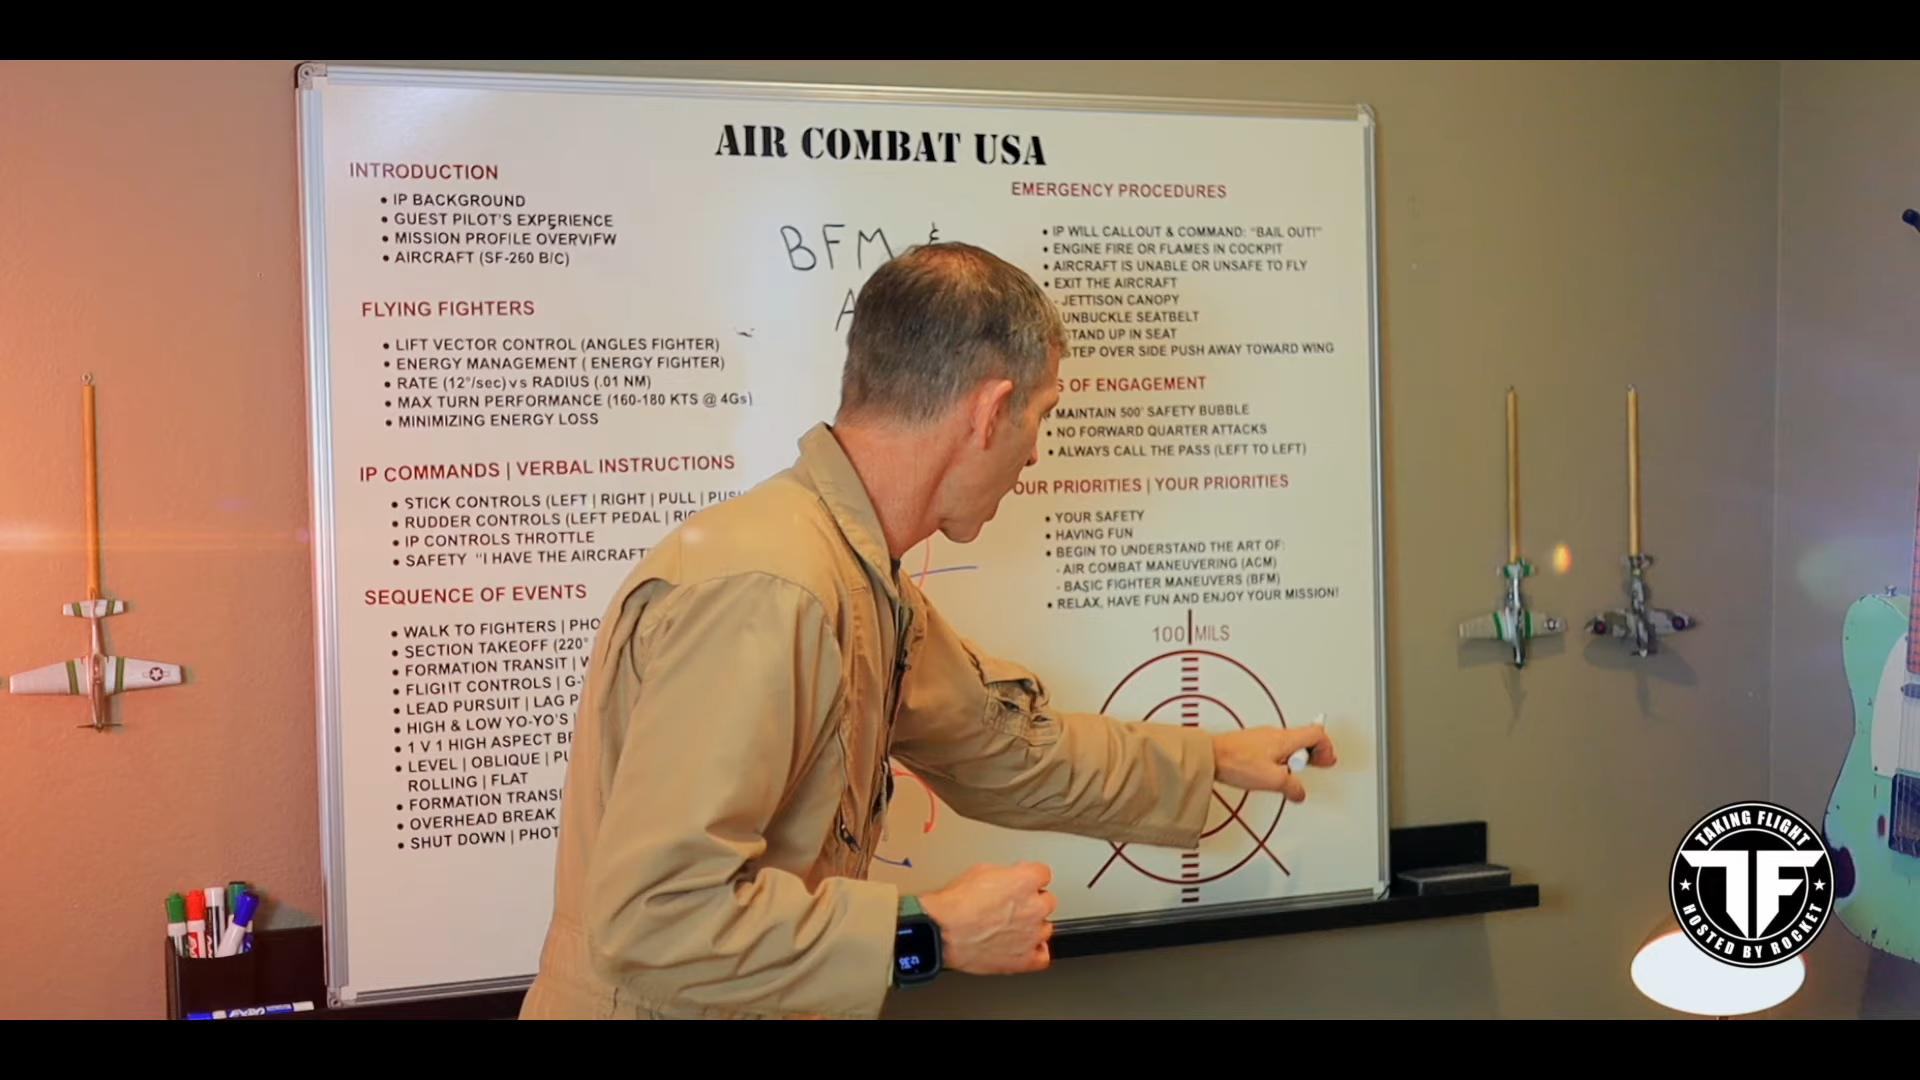 AIR COMBAT USA
INTRODUCTION
• IP BACKGROUND
• GUEST PILOT'S EXPERIENCE
• MISSION PROFILE OVERVIEW
• AIRCRAFT (SF-260 B/C)
FLYING FIGHTERS
• LIFT VECTOR CONTROL (ANGLES FIGHTER)
• ENERGY MANAGEMENT ( ENERGY FIGHTER)
• RATE (12°/sec) vs RADIUS (.01 NM)
• MAX TURN PERFORMANCE (160-180 KTS @ 4Gs)
• MINIMIZING ENERGY LOSS
IP COMMANDS | VERBAL INSTRUCTIONS
• STICK CONTROLS (LEFT | RIGHT | PULL |
• RUDDER CONTROLS (LEFT PEDAL |
• IP CONTROLS THROTTLE
• SAFETY "I HAVE THE AIRCRAFT
SEQUENCE OF EVENTS
• WALK TO FIGHTERS |
• SECTION TAKEOFF (220°
• FORMATION TRANSIT |
• FLIGHT CONTROLS |
• LEAD PURSUIT | LAG
• HIGH & LOW YO-YO'S
• 1 V 1 HIGH ASPECT
• LEVEL | OBLIQUE |
ROLLING | FLAT
• FORMATION
• OVERHEAD BREAK
• SHUT DOWN |
BFM &
EMERGENCY PROCEDURES
• IP WILL CALLOUT & COMMAND: "BAIL OUT!"
• ENGINE FIRE OR FLAMES IN COCKPIT
• AIRCRAFT IS UNABLE OR UNSAFE TO FLY
• EXIT THE AIRCRAFT
- JETTISON CANOPY
UNBUCKLE SEATBELT
STAND UP IN SEAT
STEP OVER SIDE PUSH AWAY TOWARD WING
OF ENGAGEMENT
• MAINTAIN 500' SAFETY BUBBLE
• NO FORWARD QUARTER ATTACKS
• ALWAYS CALL THE PASS (LEFT TO LEFT)
OUR PRIORITIES | YOUR PRIORITIES
• YOUR SAFETY
• HAVING FUN
• BEGIN TO UNDERSTAND THE ART OF:
- AIR COMBAT MANEUVERING (ACM)
- BASIC FIGHTER MANEUVERS (BFM)
• RELAX, HAVE FUN AND ENJOY YOUR MISSION!
100 MILS
TAKING FLIGHT
TF
HOSTED BY ROCKET
EXPO